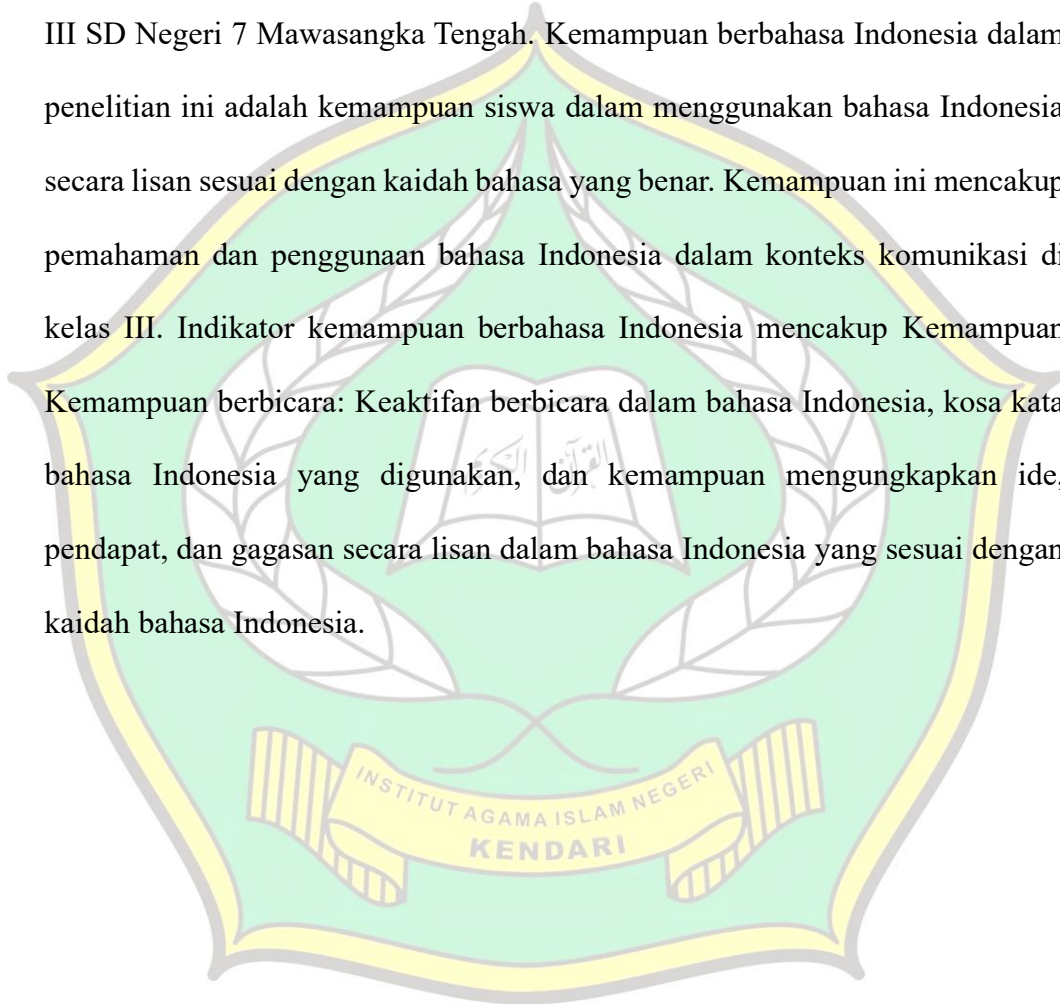 III SD Negeri 7 Mawasangka Tengah. Kemampuan berbahasa Indonesia dalam
penelitian ini adalah kemampuan siswa dalam menggunakan bahasa Indonesia
secara lisan sesuai dengan kaidah bahasa yang benar. Kemampuan ini mencakup
pemahaman dan penggunaan bahasa Indonesia dalam konteks komunikasi di
kelas III. Indikator kemampuan berbahasa Indonesia mencakup Kemampuan
Kemampuan berbicara: Keaktifan berbicara dalam bahasa Indonesia, kosa kata
bahasa Indonesia yang digunakan, dan kemampuan mengungkapkan ide,
pendapat, dan gagasan secara lisan dalam bahasa Indonesia yang sesuai dengan
kaidah bahasa Indonesia.
القرآن الكريم
INSTITUT AGAMA ISLAM NEGERI
KENDARI